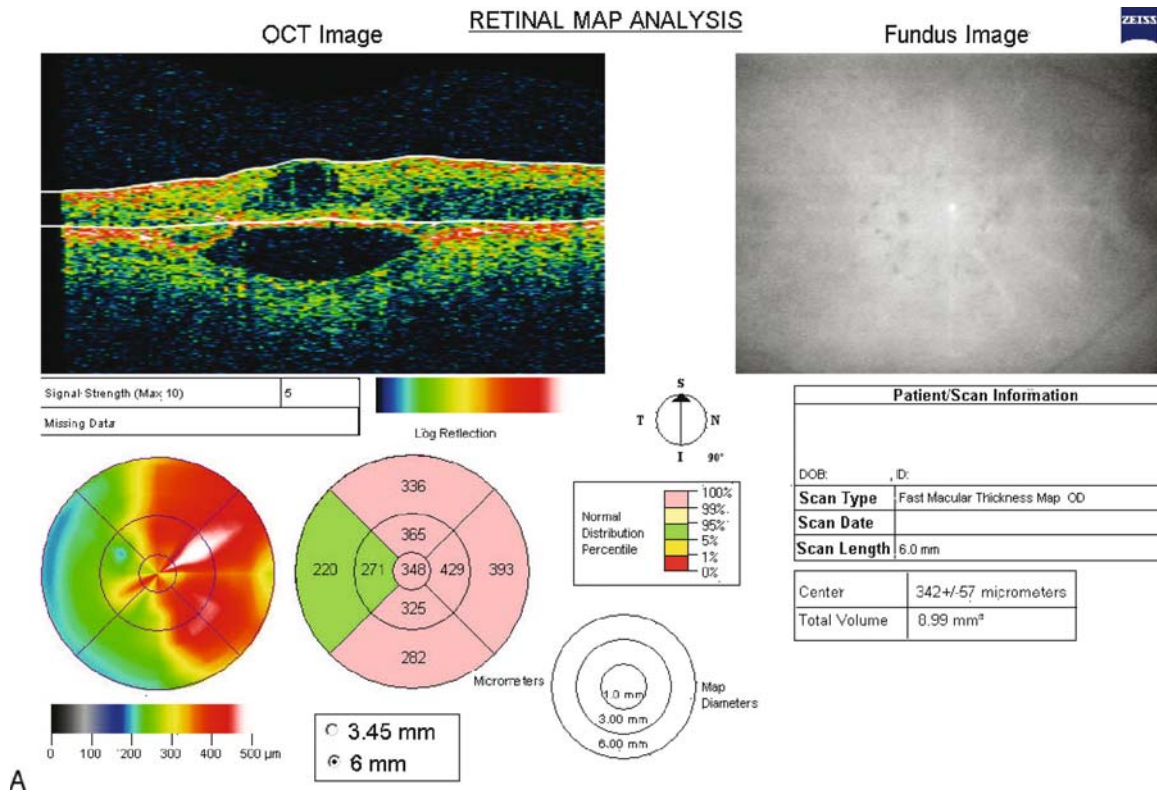 RETINAL MAP ANALYSIS
ZEISS
OCT Image
Fundus Image
Signal Strength (Max 10) 5
Missing Data
Log Reflection
S
T N
I 90°
Patient/Scan Information
DOB: , ID:
Scan Type Fast Macular Thickness Map OD
Scan Date
Scan Length 6.0 mm
Center 342+/-57 micrometers
Total Volume 8.99 mm³
336
365
220 271 348 429 393
325
282
Micrometers
Normal
Distribution
Percentile
100%
99%
95%
5%
1%
0%
1.0 mm
3.00 mm
6.00 mm
Map
Diameters
0 100 200 300 400 500 µm
3.45 mm
6 mm
A